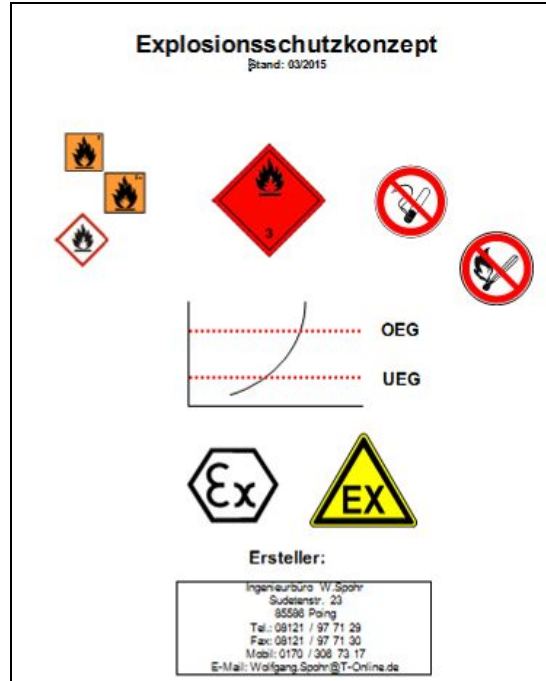 Explosionsschutzkonzept
Stand: 03/2015
F
F+
3
OEG
UEG
Ex
EX
Ersteller:
Ingenieurbüro W.Spohr
Sudetenstr. 23
85586 Poing
Tel.: 08121 / 97 71 29
Fax: 08121 / 97 71 30
Mobil: 0170 / 306 73 17
E-Mail: Wolfgang.Spohr@T-Online.de